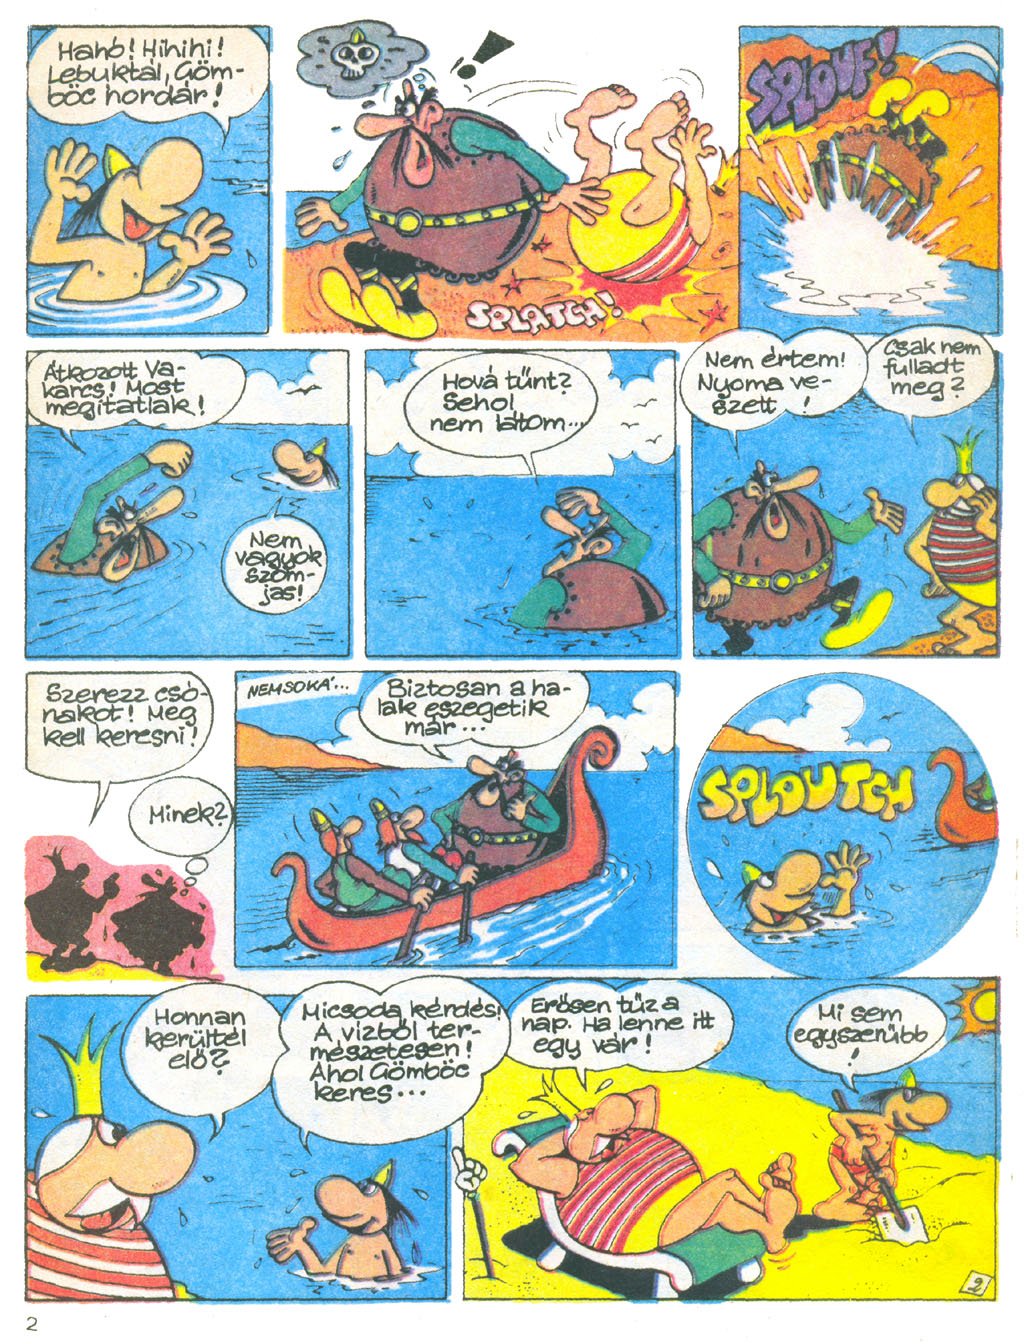 Hahó! Hihihi!
Lebuktál, Göm-
böc hordár!
SPLATCH!
SPLOUF!
Átkozott Va-
karcs! Most
megitatlak!
Nem
vagyok
szom-
jas!
Hová tűnt?
Sehol
nem látom...
Nem értem!
Nyoma ve-
szett!
Csak nem
fulladt
meg?
Szerezz csó-
nakot! Meg
kell keresni!
Minek?
NEMSOKÁ...
Biztosan a ha-
lak eszegetik
már...
SPLOUTCH
Honnan
kerültél
elő?
Micsoda kérdés!
A vizből ter-
mészetesen!
Ahol Gömböc
keres...
Erősen tűz a
nap. Ha lenne itt
egy vár!
Mi sem
egyszerűbb
!
2
2